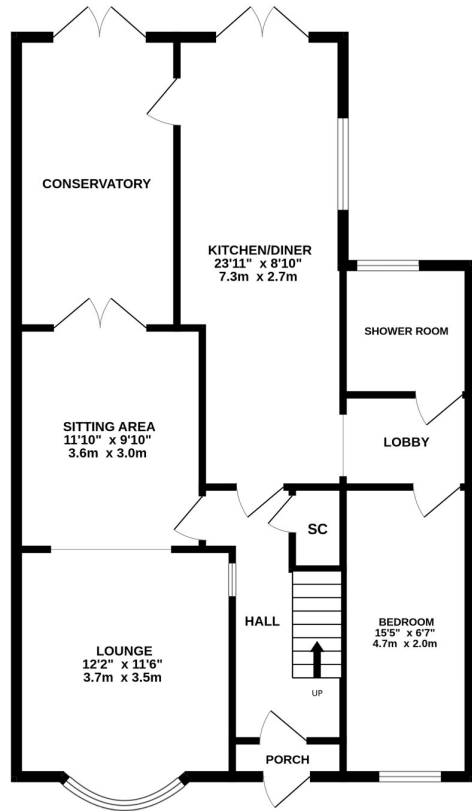 CONSERVATORY
KITCHEN/DINER
23'11" x 8'10"
7.3m x 2.7m
SHOWER ROOM
SITTING AREA
11'10" x 9'10"
3.6m x 3.0m
LOBBY
SC
HALL
BEDROOM
15'5" x 6'7"
4.7m x 2.0m
LOUNGE
12'2" x 11'6"
3.7m x 3.5m
UP
PORCH